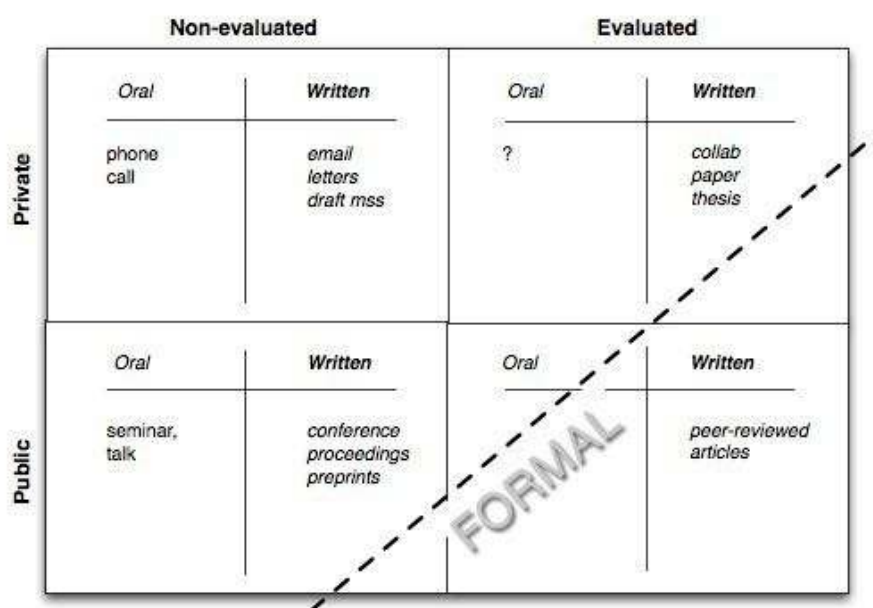 Non-evaluated Evaluated
Private
Oral Written Oral Written
phone email ? collab
call letters paper
draft mss thesis
Public
Oral Written Oral Written
seminar, conference peer-reviewed
talk proceedings articles
preprints
FORMAL